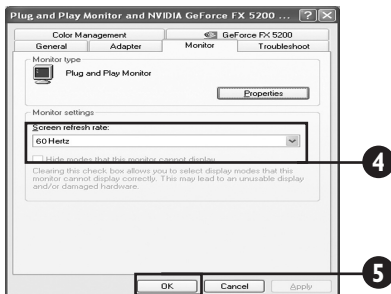 Plug and Play Monitor and NVIDIA GeForce FX 5200 ...
Color Management
GeForce FX 5200
General
Adapter
Monitor
Troubleshoot
Monitor type
Plug and Play Monitor
Properties
Monitor settings
Screen refresh rate:
60 Hertz
Hide modes that this monitor cannot display
Clearing this check box allows you to select display modes that this
monitor cannot display correctly. This may lead to an unusable display
and/or damaged hardware.
4
OK
Cancel
Apply
5